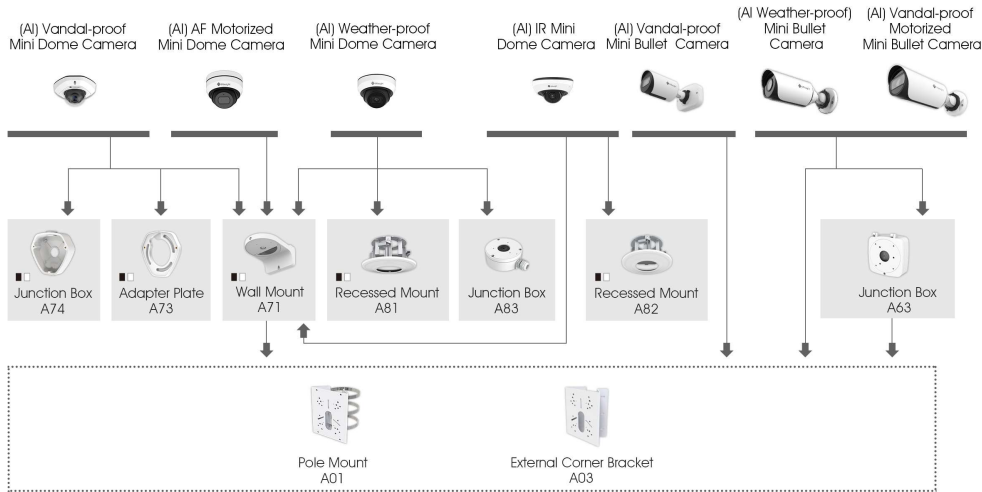 (AI) Vandal-proof
Mini Dome Camera
(AI) AF Motorized
Mini Dome Camera
(AI) Weather-proof
Mini Dome Camera
(AI) IR Mini
Dome Camera
(AI) Vandal-proof
Mini Bullet Camera
(AI Weather-proof)
Mini Bullet
Camera
(AI) Vandal-proof
Motorized
Mini Bullet Camera
Junction Box
A74
Adapter Plate
A73
Wall Mount
A71
Recessed Mount
A81
Junction Box
A83
Recessed Mount
A82
Junction Box
A63
Pole Mount
A01
External Corner Bracket
A03